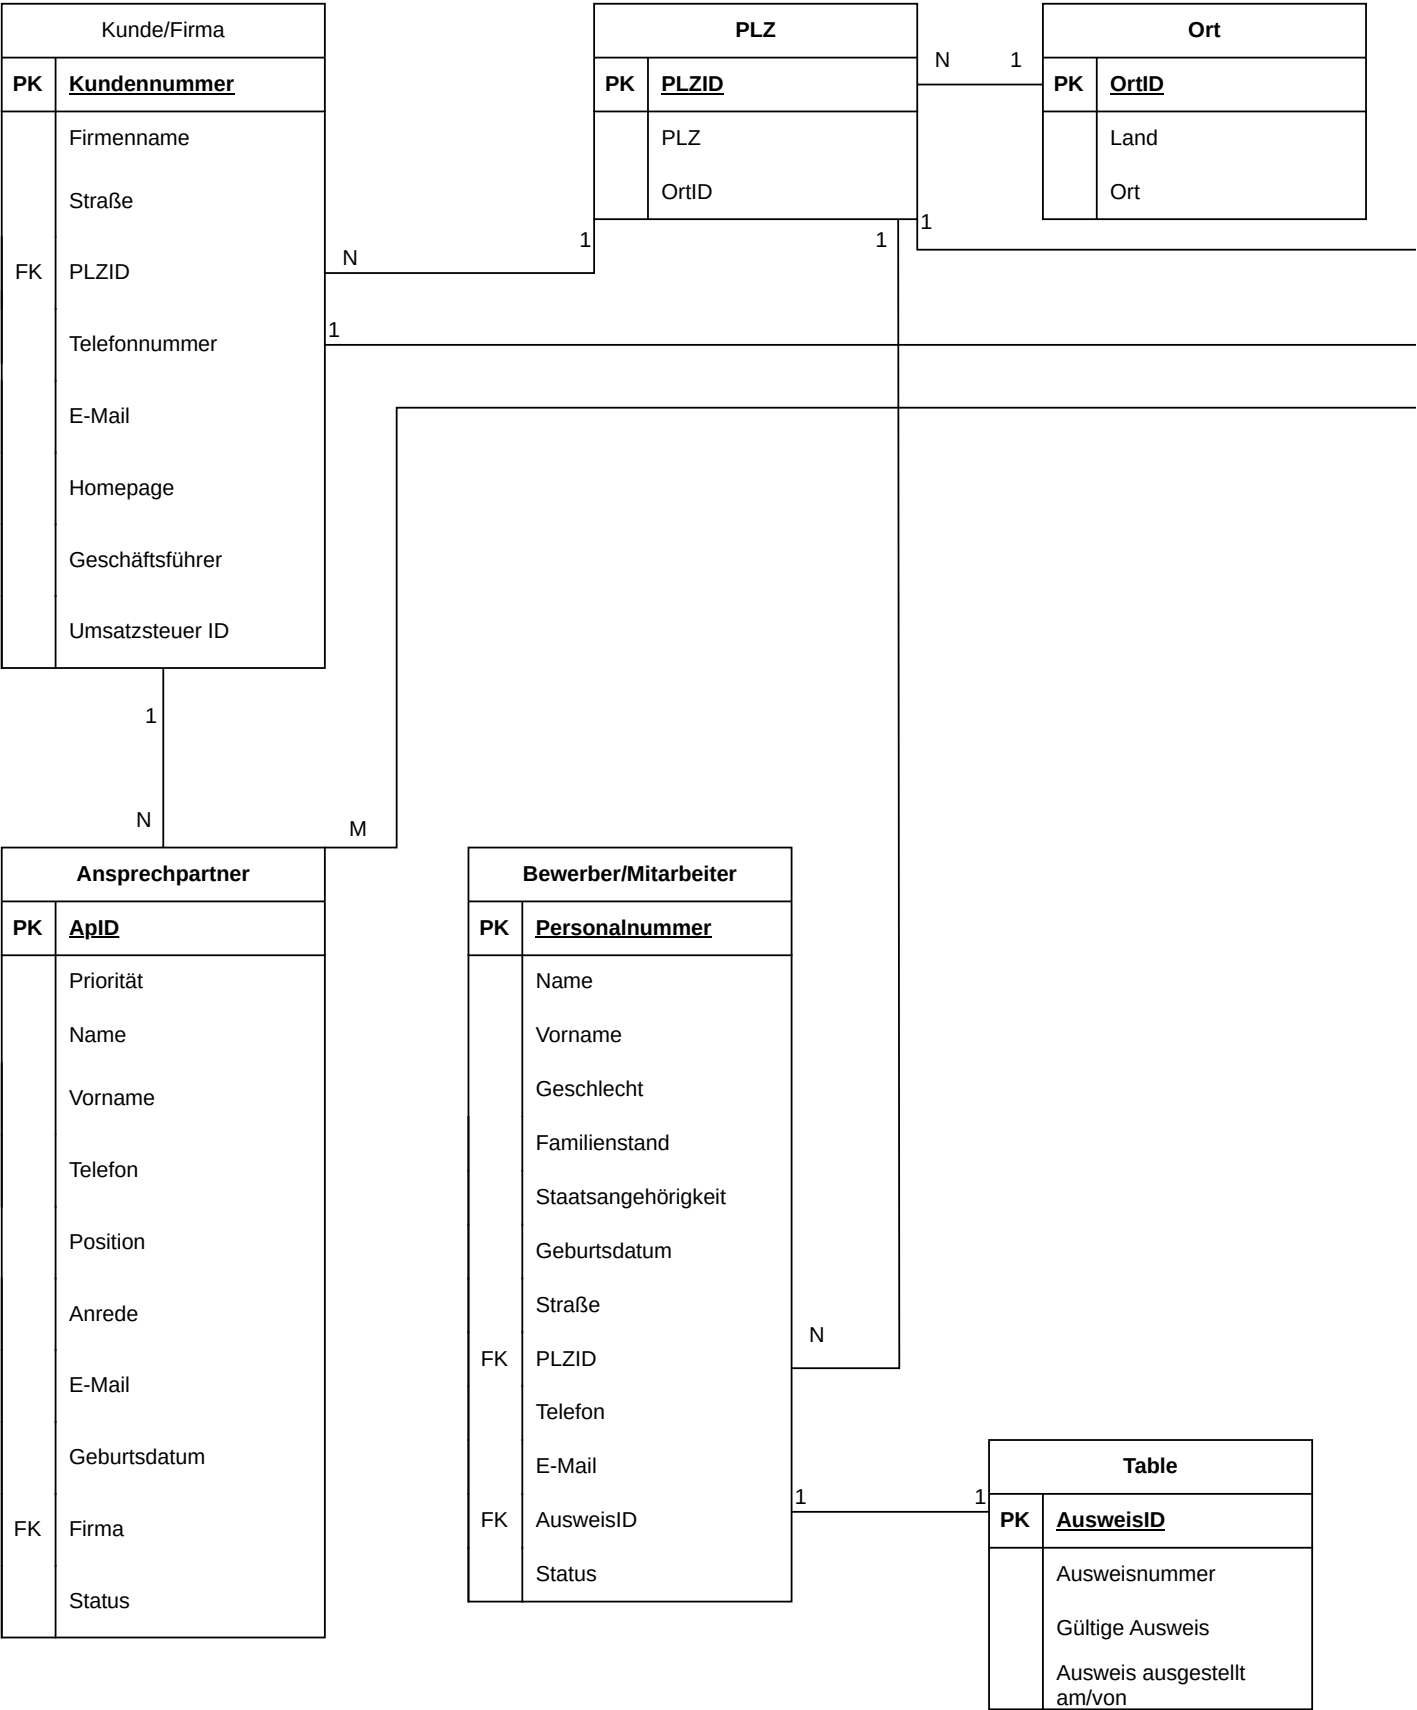 Kunde/Firma
PK Kundennummer
Firmenname
Straße
FK PLZID
Telefonnummer
E-Mail
Homepage
Geschäftsführer
Umsatzsteuer ID
PLZ
PK PLZID
PLZ
OrtID
Ort
PK OrtID
Land
Ort
N 1
N
1
1
1
1
1
N
M
Ansprechpartner
PK ApID
Priorität
Name
Vorname
Telefon
Position
Anrede
E-Mail
Geburtsdatum
FK Firma
Status
Bewerber/Mitarbeiter
PK Personalnummer
Name
Vorname
Geschlecht
Familienstand
Staatsangehörigkeit
Geburtsdatum
Straße
FK PLZID
Telefon
E-Mail
FK AusweisID
Status
N
1 1
Table
PK AusweisID
Ausweisnummer
Gültige Ausweis
Ausweis ausgestellt
am/von